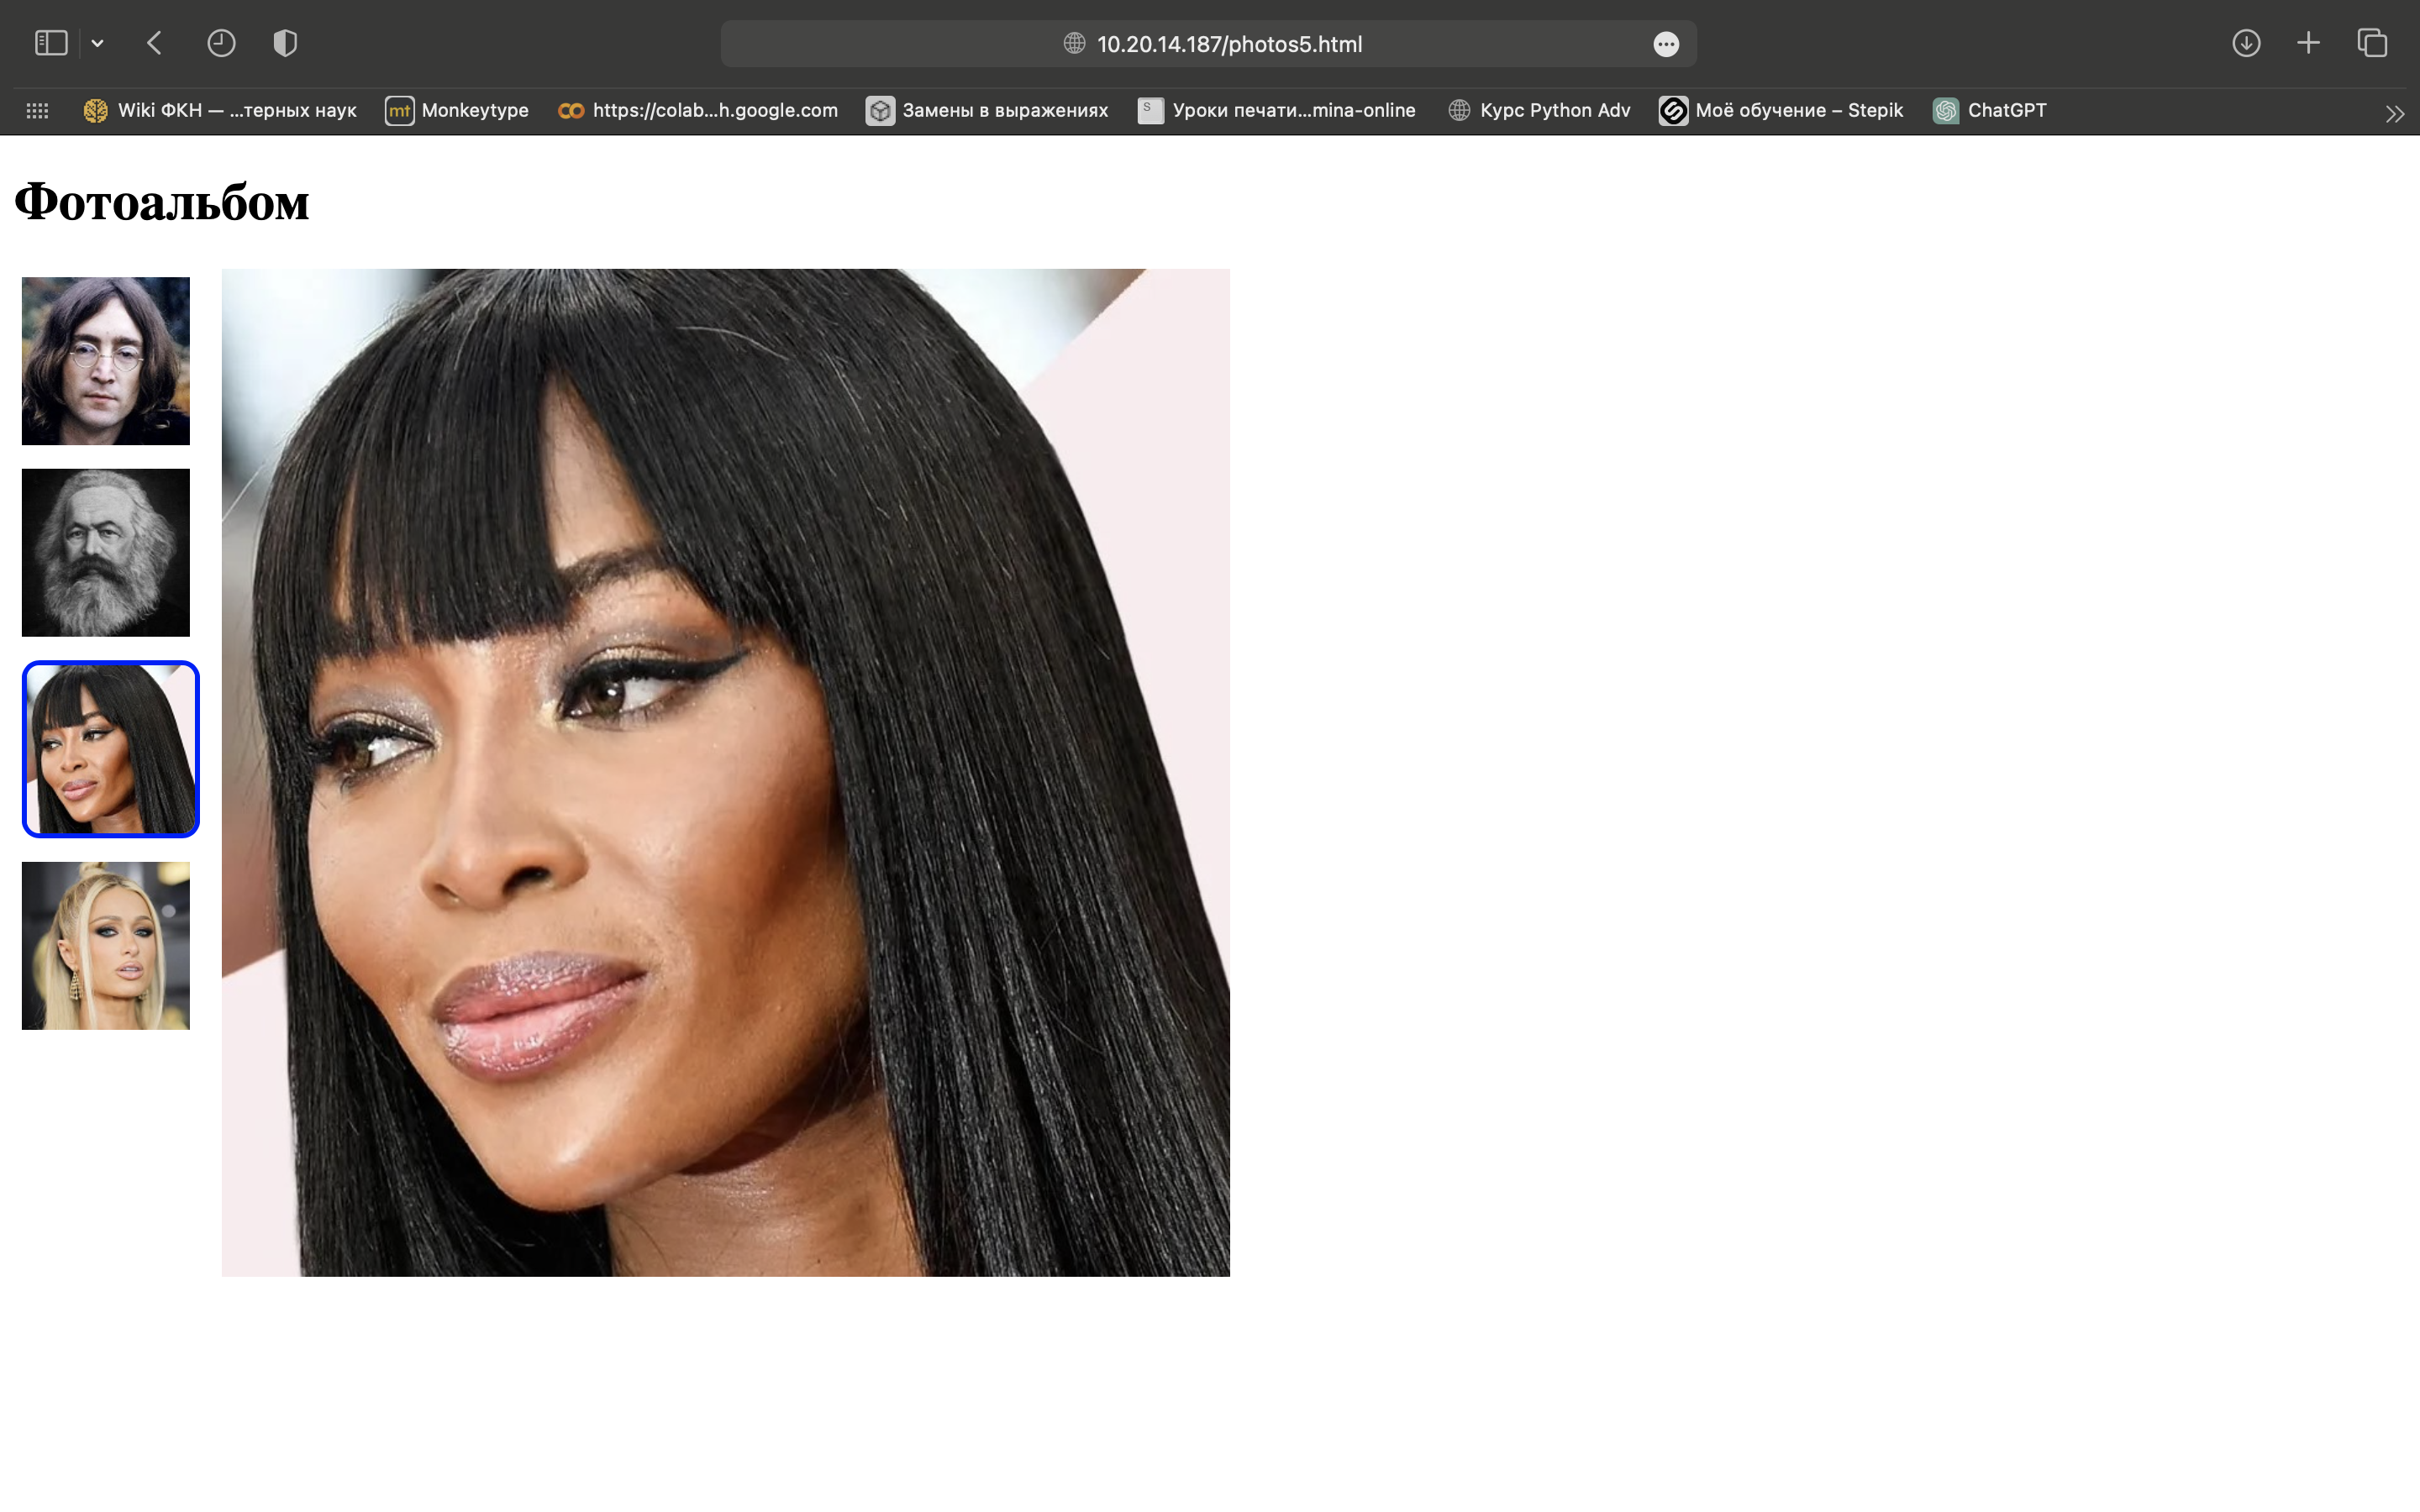 10.20.14.187/photos5.html
Wiki ФКН — ...терных наук mt Monkeytype https://colab...h.google.com Замены в выражениях S Уроки печати...mina-online Курс Python Adv Моё обучение – Stepik ChatGPT
Фотоальбом